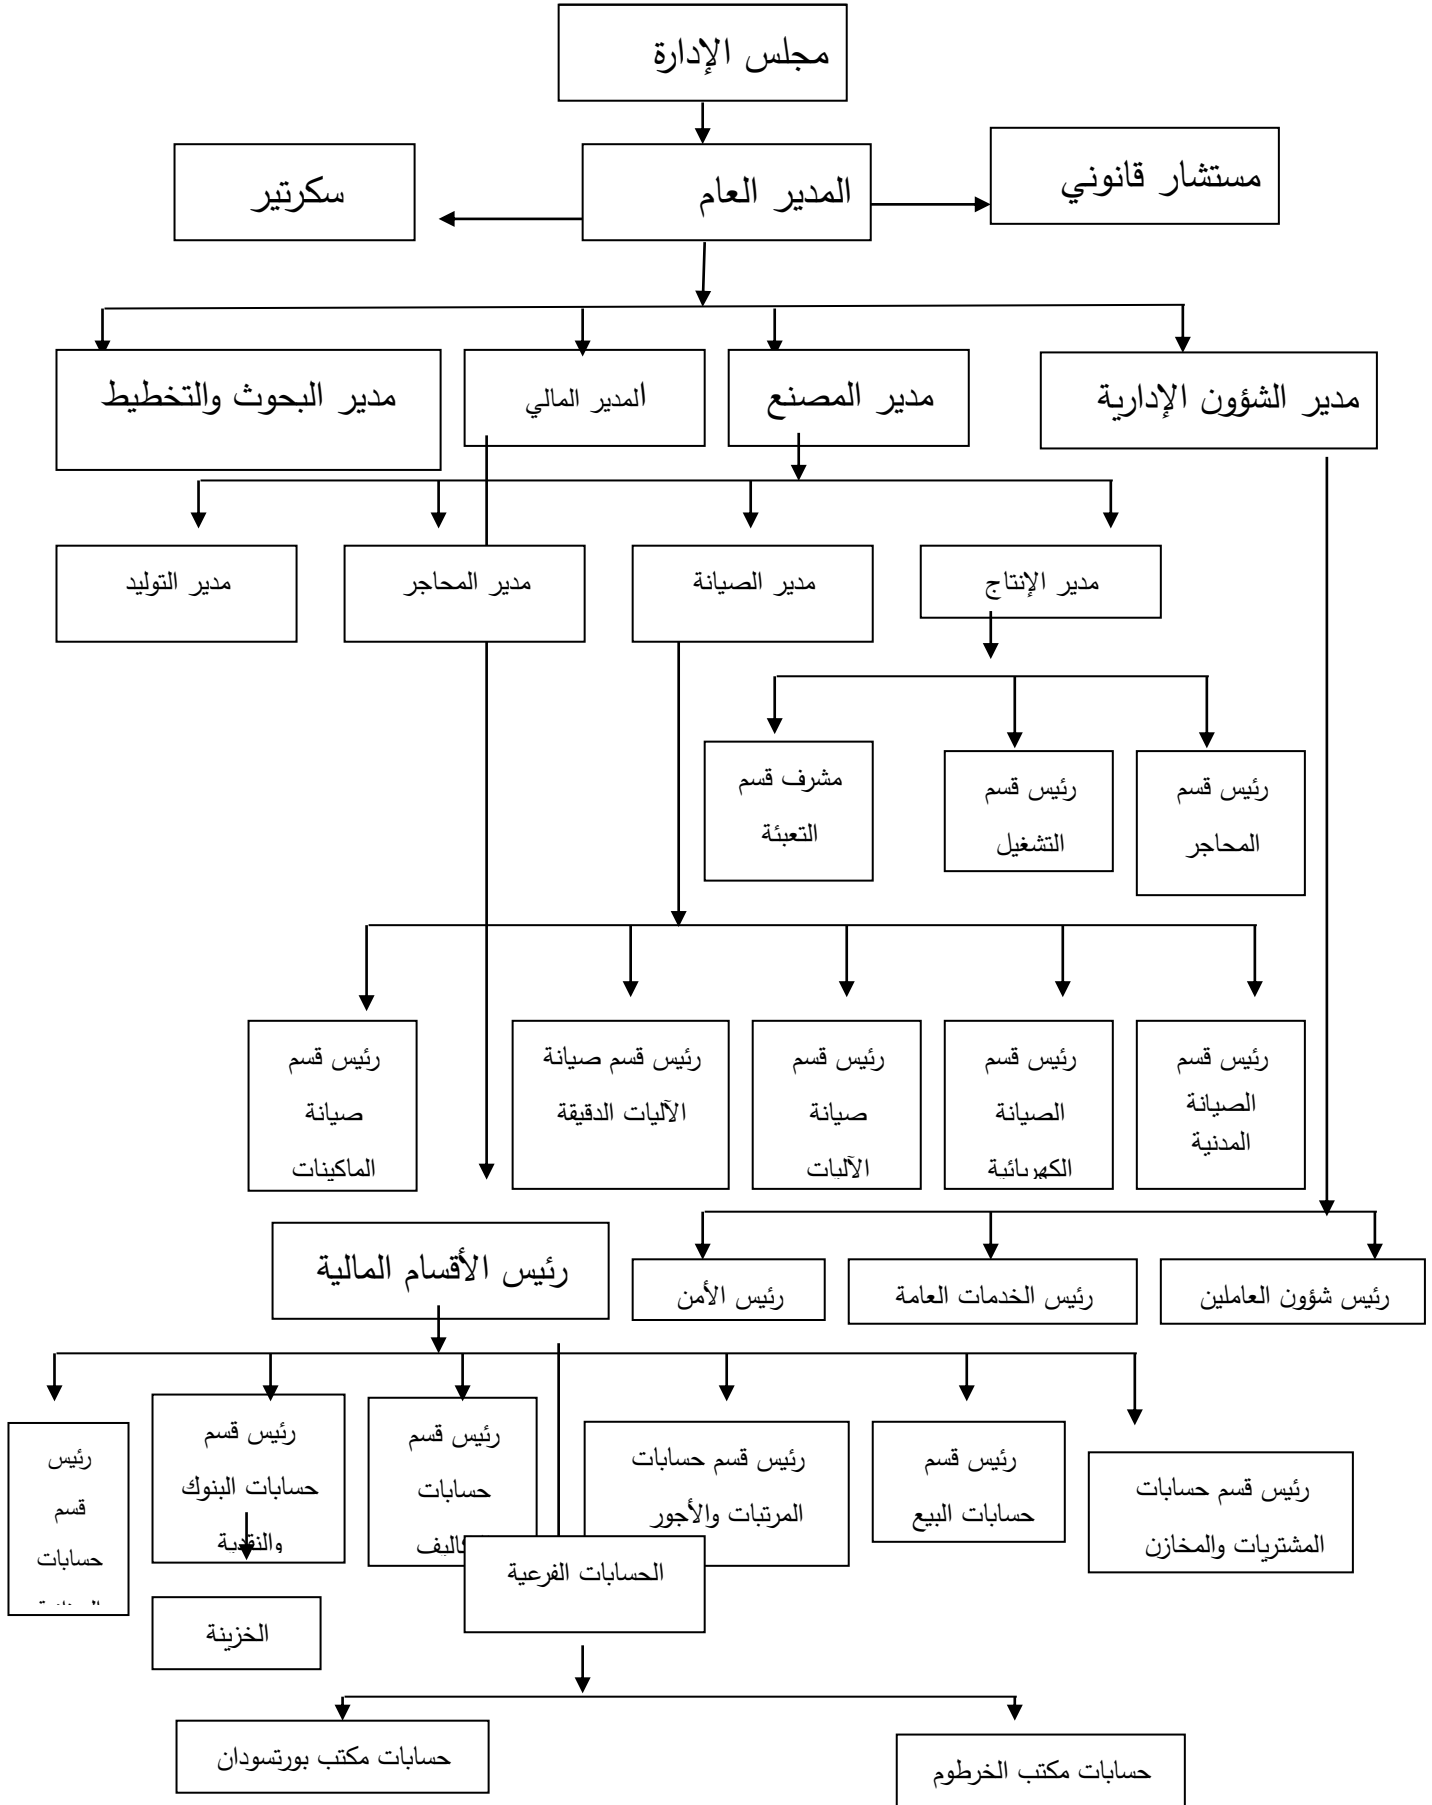 مجلس الإدارة
مستشار قانوني
المدير العام
سكرتير
مدير الشؤون الإدارية
مدير المصنع
المدير المالي
مدير البحوث والتخطيط
مدير الإنتاج
مدير الصيانة
مدير المحاجر
مدير التوليد
رئيس قسم
المحاجر
رئيس قسم
التشغيل
مشرف قسم
التعبئة
رئيس قسم
الصيانة
المدنية
رئيس قسم
الصيانة
الكهربائية
رئيس قسم
صيانة
الآليات
رئيس قسم صيانة
الآليات الدقيقة
رئيس قسم
صيانة
الماكينات
رئيس شؤون العاملين
رئيس الخدمات العامة
رئيس الأمن
رئيس الأقسام المالية
رئيس قسم حسابات
المشتريات والمخازن
رئيس قسم
حسابات البيع
رئيس قسم حسابات
المرتبات والأجور
رئيس قسم
حسابات
رئيس قسم
حسابات البنوك
والنقدية
رئيس
قسم
حسابات
الحسابات الفرعية
الخزينة
حسابات مكتب الخرطوم
حسابات مكتب بورتسودان